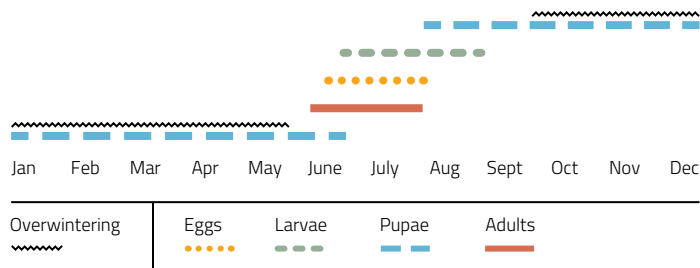 Jan Feb Mar Apr May June July Aug Sept Oct Nov Dec
Overwintering Eggs Larvae Pupae Adults